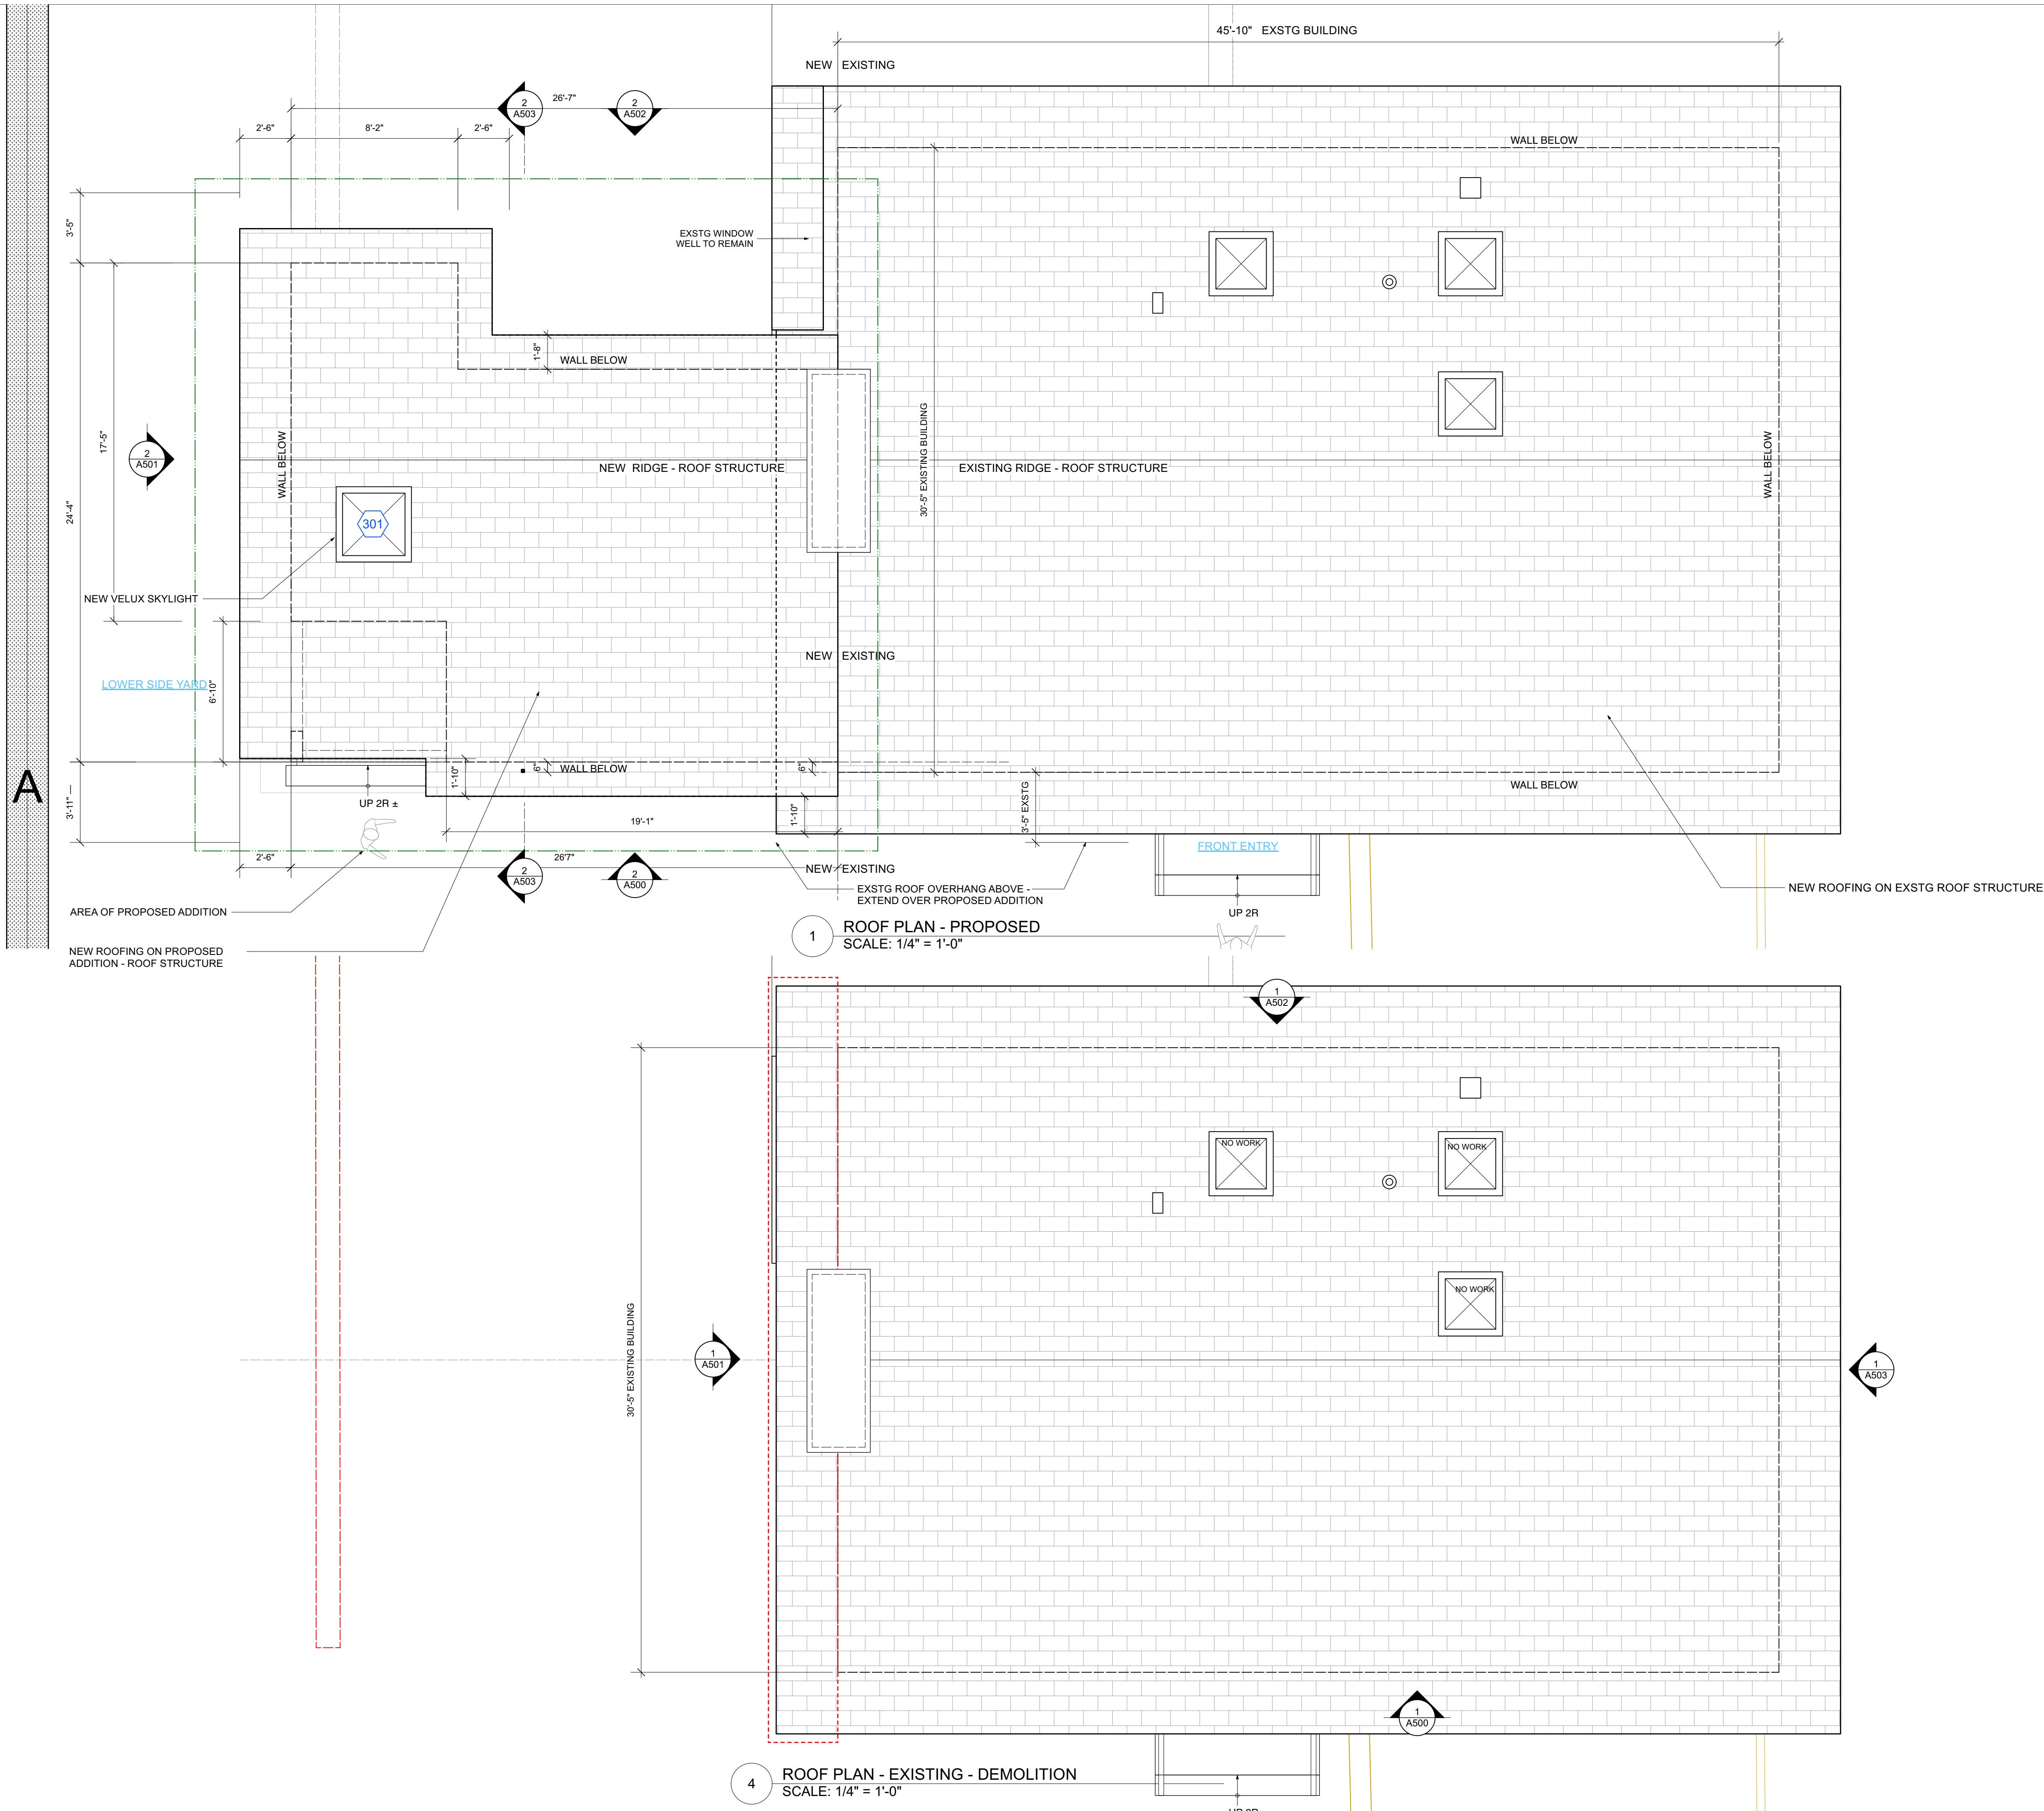 45'-10" EXSTG BUILDING
NEW EXISTING
26'-7"
2
A503
2
A502
2'-6"
8'-2"
2'-6"
WALL BELOW
3'-5"
EXSTG WINDOW
WELL TO REMAIN
1'-8"
WALL BELOW
17'-5"
2
A501
WALL BELOW
24'-4"
30'-5" EXISTING BUILDING
WALL BELOW
NEW RIDGE - ROOF STRUCTURE
EXISTING RIDGE - ROOF STRUCTURE
301
NEW VELUX SKYLIGHT
NEW EXISTING
LOWER SIDE YARD
6'-10"
A
3'-11"
6"
WALL BELOW
6"
WALL BELOW
1'-10"
UP 2R ±
19'-1"
1'-10"
3'-5" EXSTG
FRONT ENTRY
2'-6"
26'7"
2
A503
2
A500
NEW EXISTING
EXSTG ROOF OVERHANG ABOVE -
EXTEND OVER PROPOSED ADDITION
NEW ROOFING ON EXSTG ROOF STRUCTURE
AREA OF PROPOSED ADDITION
UP 2R
1
ROOF PLAN - PROPOSED
SCALE: 1/4" = 1'-0"
NEW ROOFING ON PROPOSED
ADDITION - ROOF STRUCTURE
1
A502
NO WORK
NO WORK
NO WORK
30'-5" EXISTING BUILDING
1
A501
1
A503
1
A500
4
ROOF PLAN - EXISTING - DEMOLITION
SCALE: 1/4" = 1'-0"